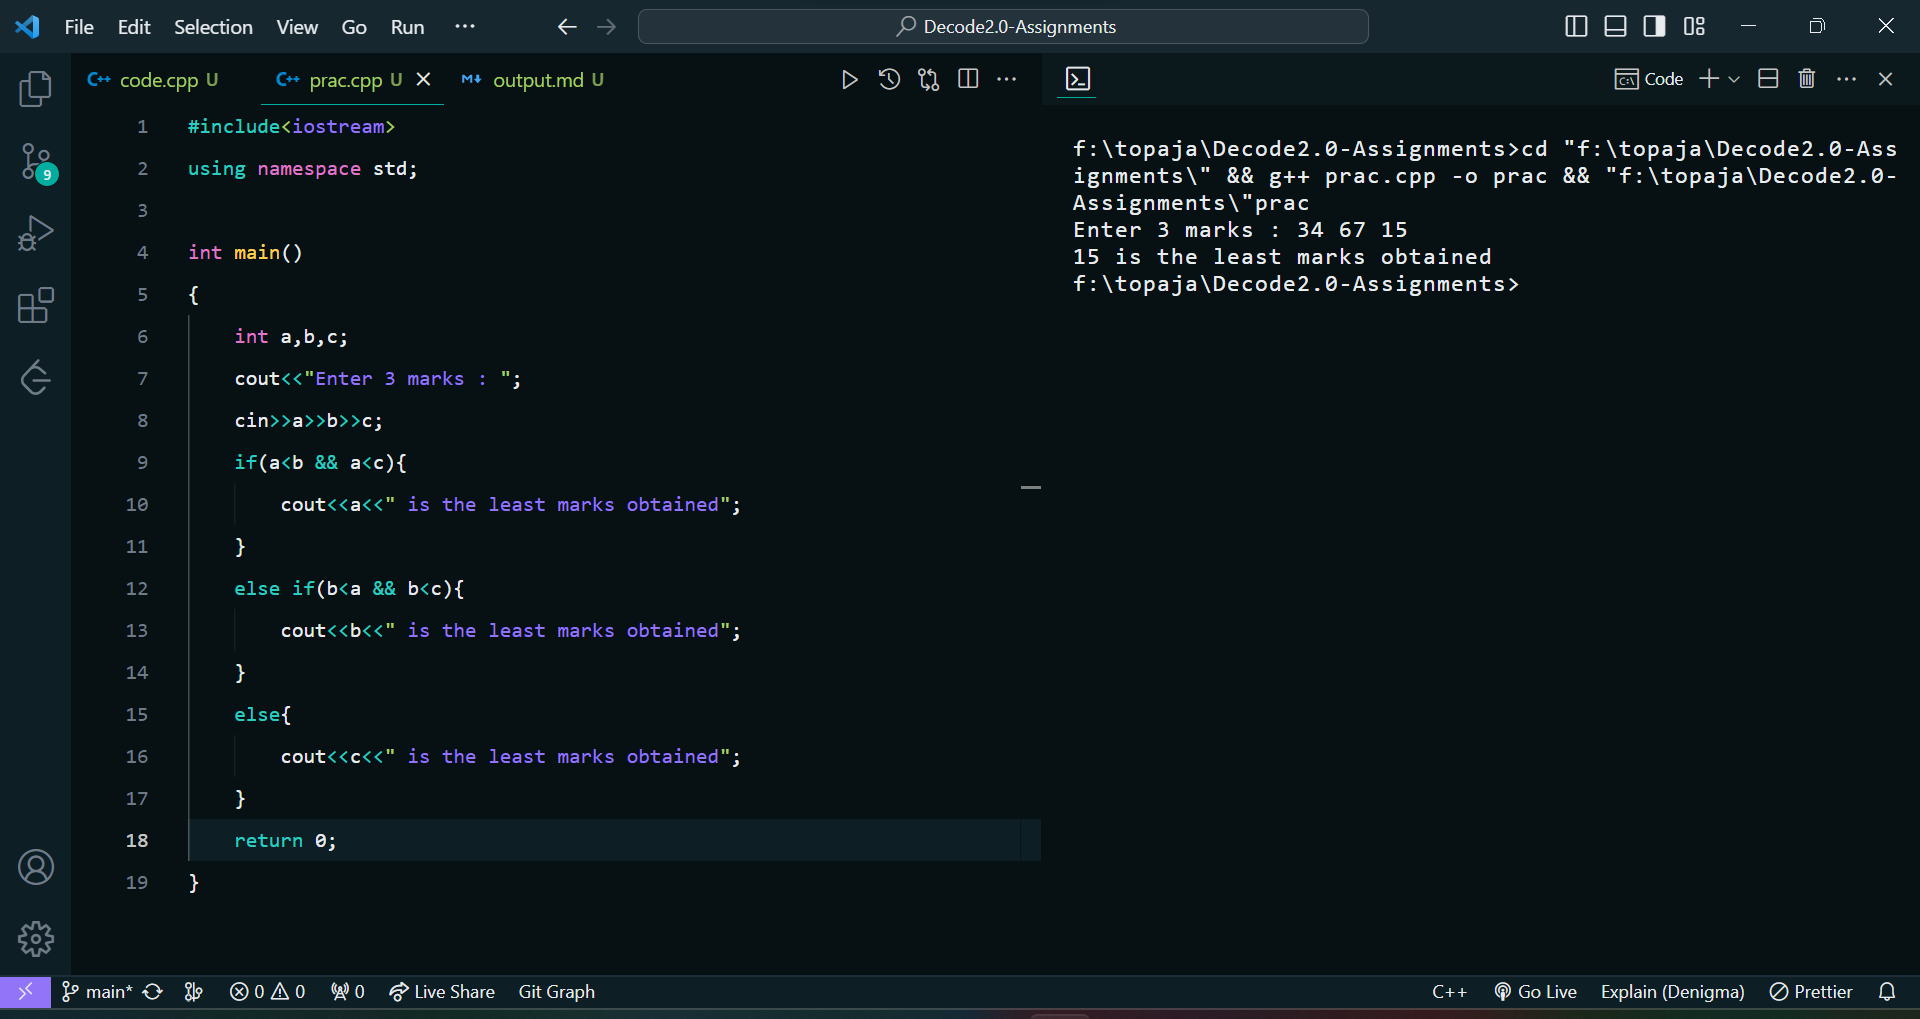 File Edit Selection View Go Run ··· Decode2.0-Assignments
code.cpp U prac.cpp U output.md U
Code
1 #include<iostream>
2 using namespace std;
3
4 int main()
5 {
6 int a,b,c;
7 cout<<"Enter 3 marks : ";
8 cin>>a>>b>>c;
9 if(a<b && a<c){
10 cout<<a<<" is the least marks obtained";
11 }
12 else if(b<a && b<c){
13 cout<<b<<" is the least marks obtained";
14 }
15 else{
16 cout<<c<<" is the least marks obtained";
17 }
18 return 0;
19 }
f:\topaja\Decode2.0-Assignments>cd "f:\topaja\Decode2.0-Ass
ignments\" && g++ prac.cpp -o prac && "f:\topaja\Decode2.0-
Assignments\"prac
Enter 3 marks : 34 67 15
15 is the least marks obtained
f:\topaja\Decode2.0-Assignments>
9
main* 0 0 0 Live Share Git Graph C++ Go Live Explain (Denigma) Prettier